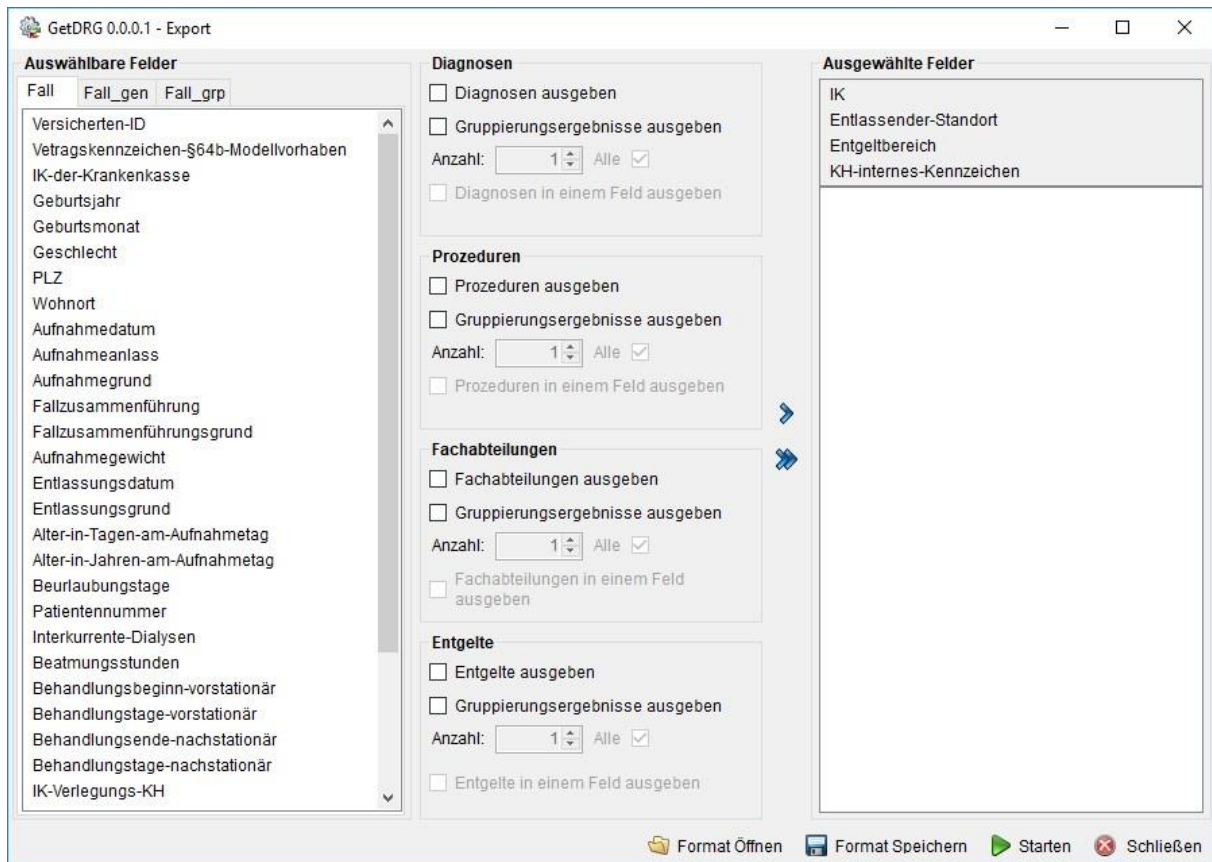 GetDRG 0.0.0.1 - Export
Auswählbare Felder
Fall Fall_gen Fall_grp
Versicherten-ID
Vetragskennzeichen-§64b-Modellvorhaben
IK-der-Krankenkasse
Geburtsjahr
Geburtsmonat
Geschlecht
PLZ
Wohnort
Aufnahmedatum
Aufnahmeanlass
Aufnahmegrund
Fallzusammenführung
Fallzusammenführungsgrund
Aufnahmegewicht
Entlassungsdatum
Entlassungsgrund
Alter-in-Tagen-am-Aufnahmetag
Alter-in-Jahren-am-Aufnahmetag
Beurlaubungstage
Patientennummer
Interkurrente-Dialysen
Beatmungsstunden
Behandlungsbeginn-vorstationär
Behandlungstage-vorstationär
Behandlungsende-nachstationär
Behandlungstage-nachstationär
IK-Verlegungs-KH
Diagnosen
Diagnosen ausgeben
Gruppierungsergebnisse ausgeben
Anzahl: 1 Alle
Diagnosen in einem Feld ausgeben
Prozeduren
Prozeduren ausgeben
Gruppierungsergebnisse ausgeben
Anzahl: 1 Alle
Prozeduren in einem Feld ausgeben
Fachabteilungen
Fachabteilungen ausgeben
Gruppierungsergebnisse ausgeben
Anzahl: 1 Alle
Fachabteilungen in einem Feld
ausgeben
Entgelte
Entgelte ausgeben
Gruppierungsergebnisse ausgeben
Anzahl: 1 Alle
Entgelte in einem Feld ausgeben
Ausgewählte Felder
IK
Entlassender-Standort
Entgeltbereich
KH-internes-Kennzeichen
Format Öffnen Format Speichern Starten Schließen